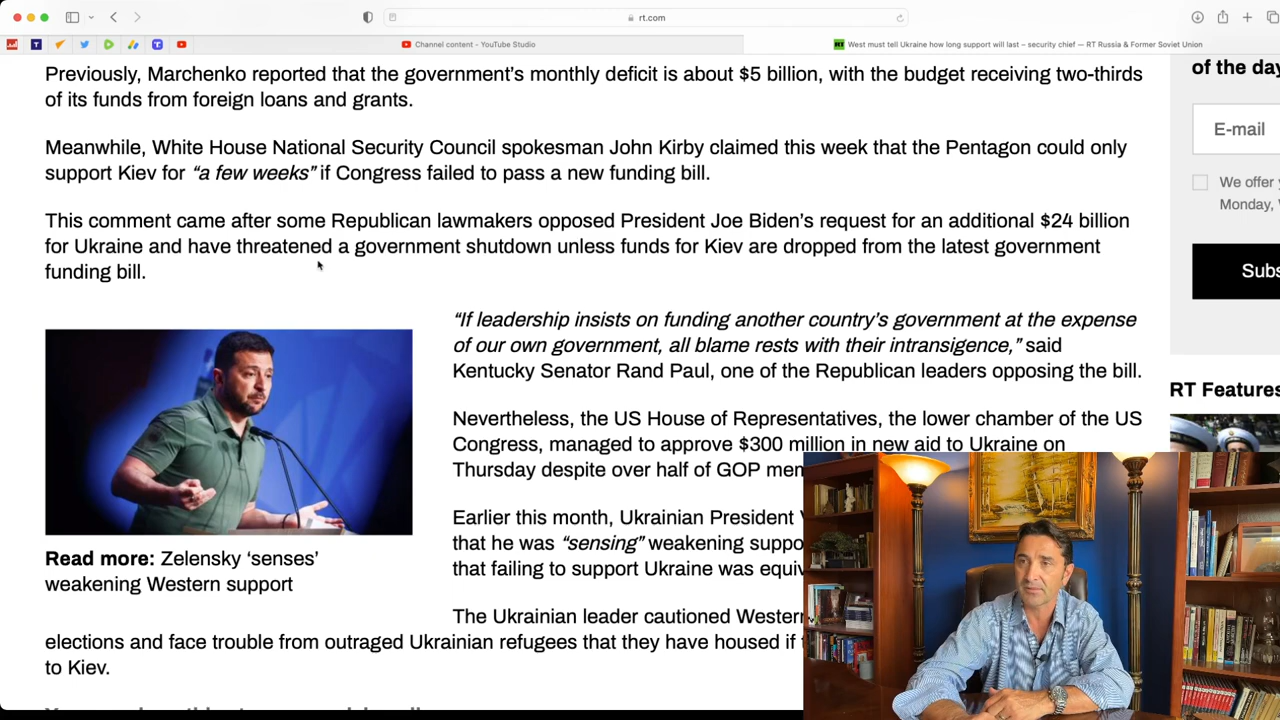 rt.com
Channel content - YouTube Studio
RT West must tell Ukraine how long support will last – security chief — RT Russia & Former Soviet Union
Previously, Marchenko reported that the government's monthly deficit is about $5 billion, with the budget receiving two-thirds
of its funds from foreign loans and grants.
Meanwhile, White House National Security Council spokesman John Kirby claimed this week that the Pentagon could only
support Kiev for “a few weeks” if Congress failed to pass a new funding bill.
This comment came after some Republican lawmakers opposed President Joe Biden's request for an additional $24 billion
for Ukraine and have threatened a government shutdown unless funds for Kiev are dropped from the latest government
funding bill.
“If leadership insists on funding another country's government at the expense
of our own government, all blame rests with their intransigence,” said
Kentucky Senator Rand Paul, one of the Republican leaders opposing the bill.
Nevertheless, the US House of Representatives, the lower chamber of the US
Congress, managed to approve $300 million in new aid to Ukraine on
Thursday despite over half of GOP mem
Earlier this month, Ukrainian President
that he was “sensing” weakening suppo
that failing to support Ukraine was equiv
The Ukrainian leader cautioned Western
elections and face trouble from outraged Ukrainian refugees that they have housed if
to Kiev.
Read more: Zelensky ‘senses’
weakening Western support
of the day
E-mail
We offer
Monday,
Subs
RT Features